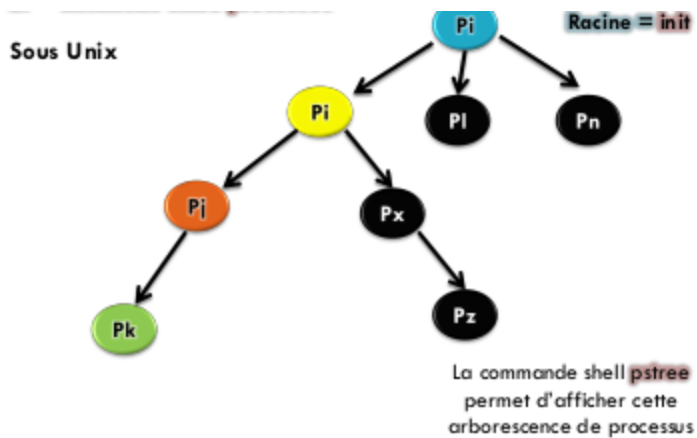 Pi
Racine = init
Sous Unix
Pi
Pl
Pn
Pj
Px
Pk
Pz
La commande shell pstree
permet d'afficher cette
arborescence de processus